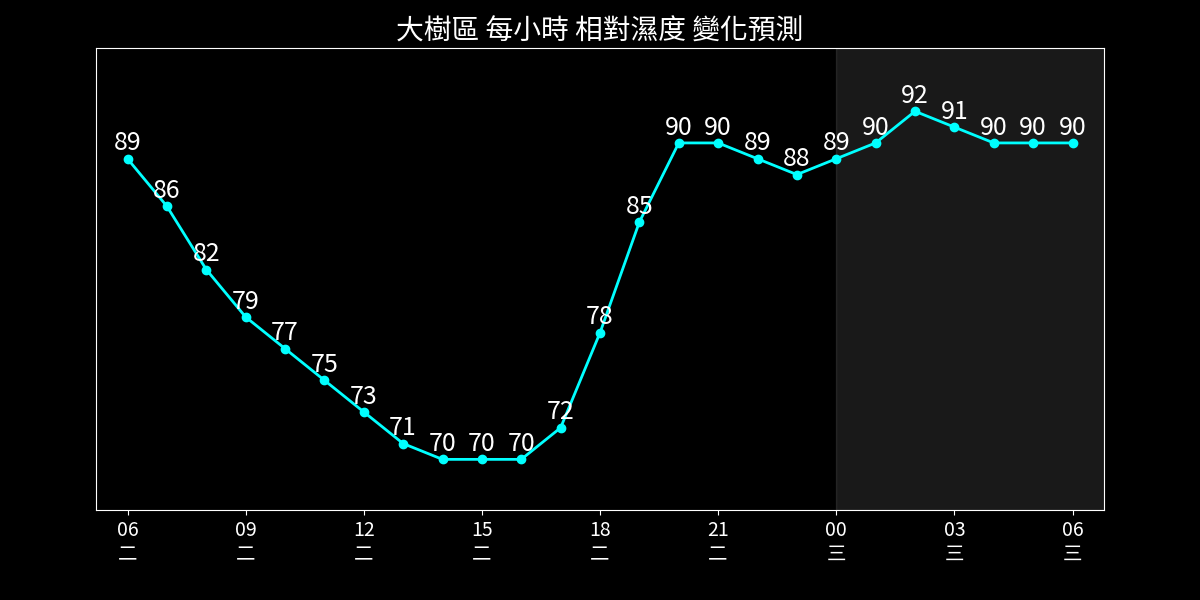 大樹區 每小時 相對濕度 變化預測
89 86 82 79 77 75 73 71 70 70 70 72 78 85 90 90 89 88 89 90 92 91 90 90 90
06 09 12 15 18 21 00 03 06
二 二 二 二 二 二 三 三 三